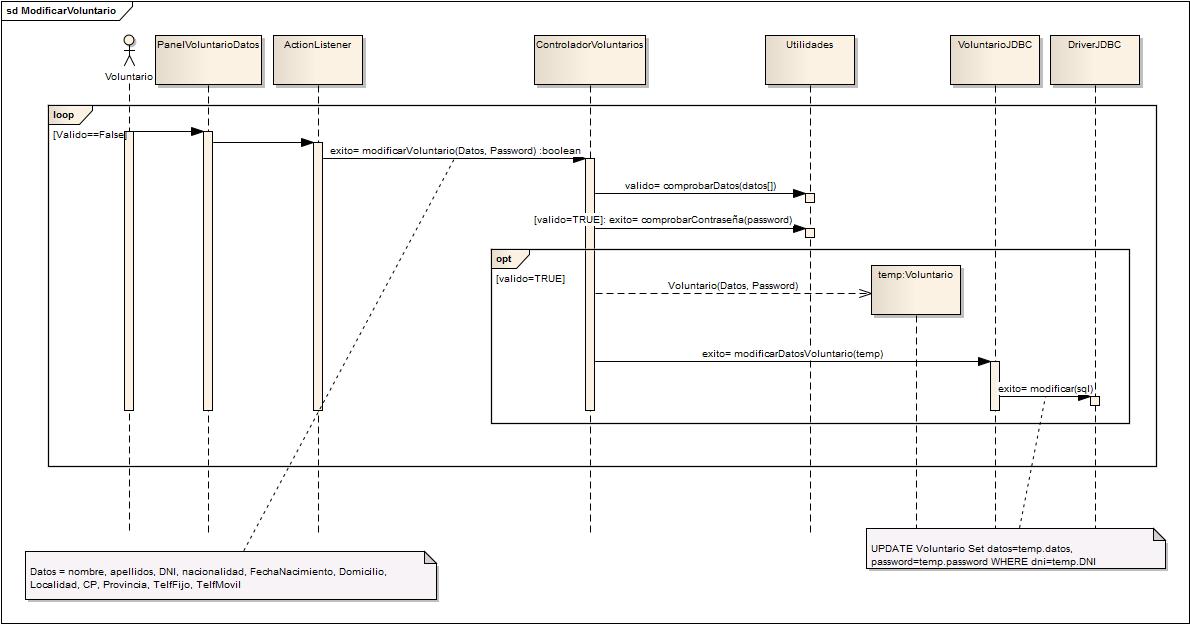 sd ModificarVoluntario
Voluntario
PanelVoluntarioDatos
ActionListener
ControladorVoluntarios
Utilidades
VoluntarioJDBC
DriverJDBC
loop
[Valido==False]
exito= modificarVoluntario(Datos, Password) :boolean
valido= comprobarDatos(datos[])
[valido=TRUE]: exito= comprobarContraseña(password)
opt
[valido=TRUE]
temp:Voluntario
Voluntario(Datos, Password)
exito= modificarDatosVoluntario(temp)
exito= modificar(sql)
UPDATE Voluntario Set datos=temp.datos,
password=temp.password WHERE dni=temp.DNI
Datos = nombre, apellidos, DNI, nacionalidad, FechaNacimiento, Domicilio,
Localidad, CP, Provincia, TelfFijo, TelfMovil